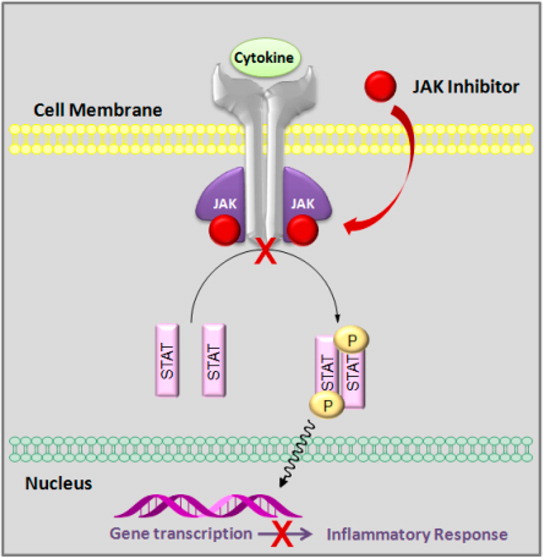 Cytokine
JAK Inhibitor
Cell Membrane
JAK
JAK
STAT
STAT
STAT
STAT
P
P
Nucleus
Gene transcription
Inflammatory Response